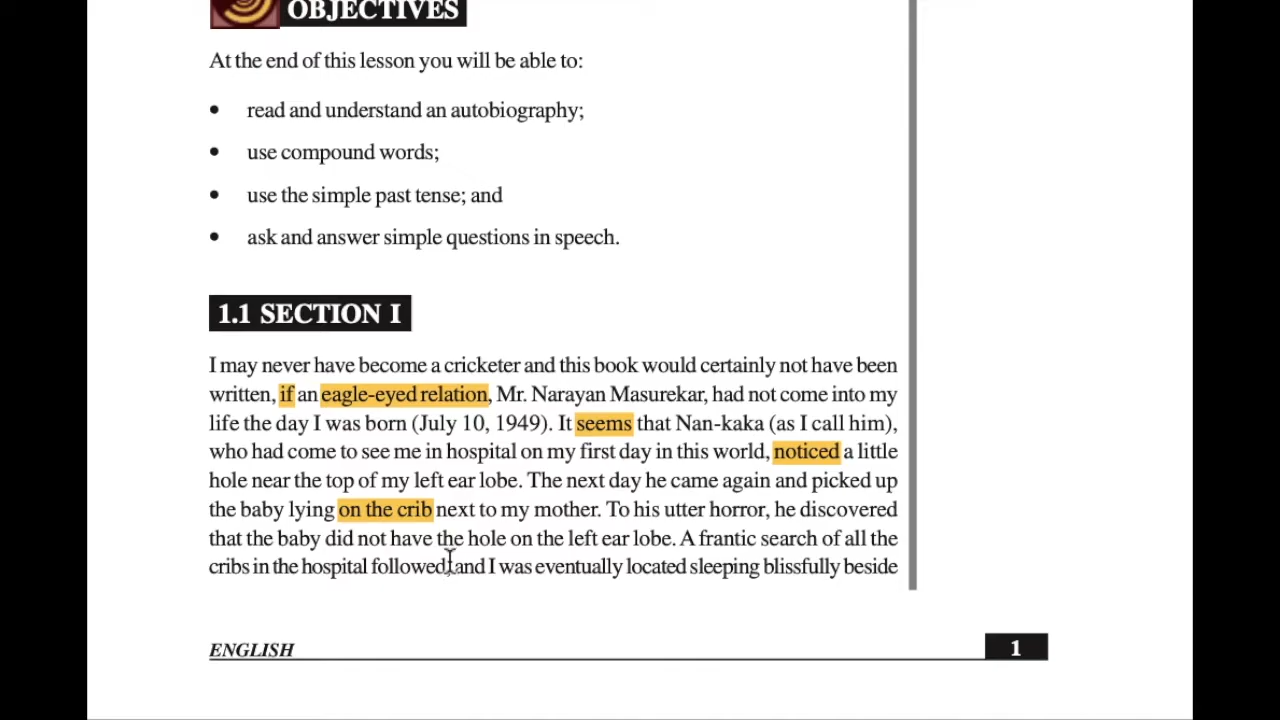 OBJECTIVES
At the end of this lesson you will be able to:
• read and understand an autobiography;
• use compound words;
• use the simple past tense; and
• ask and answer simple questions in speech.
1.1 SECTION I
I may never have become a cricketer and this book would certainly not have been
written, if an eagle-eyed relation, Mr. Narayan Masurekar, had not come into my
life the day I was born (July 10, 1949). It seems that Nan-kaka (as I call him),
who had come to see me in hospital on my first day in this world, noticed a little
hole near the top of my left ear lobe. The next day he came again and picked up
the baby lying on the crib next to my mother. To his utter horror, he discovered
that the baby did not have the hole on the left ear lobe. A frantic search of all the
cribs in the hospital followed, and I was eventually located sleeping blissfully beside
ENGLISH
1